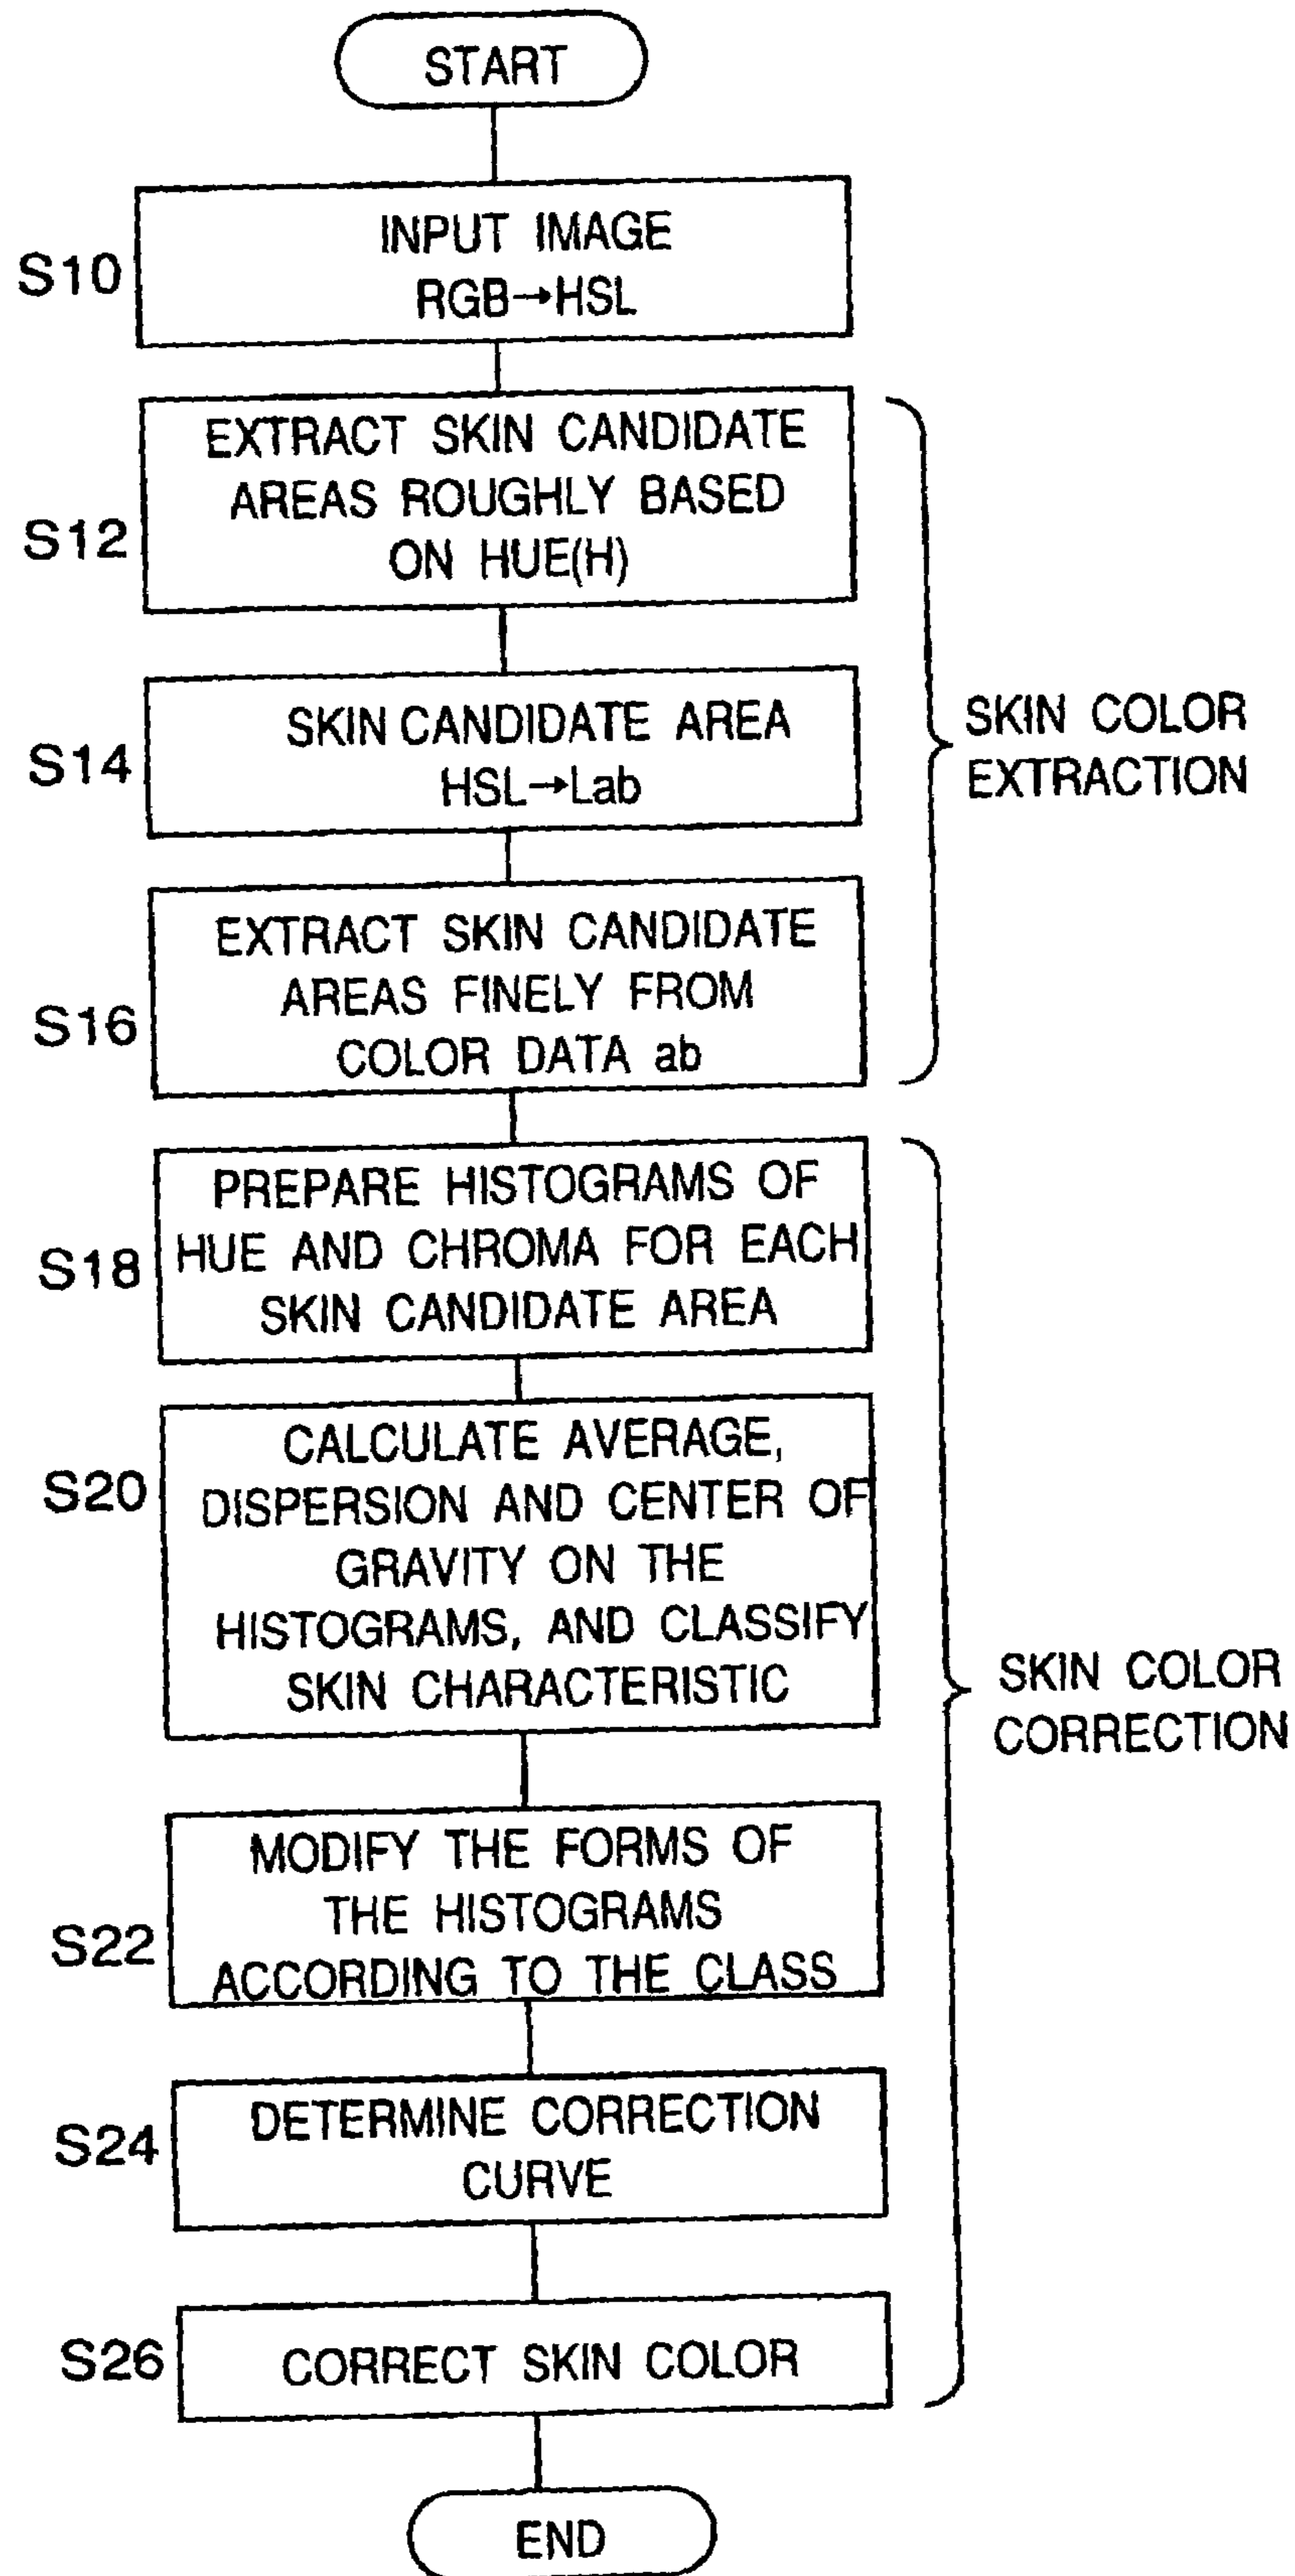 START
S10
INPUT IMAGE
RGB→HSL
S12
EXTRACT SKIN CANDIDATE
AREAS ROUGHLY BASED
ON HUE(H)
S14
SKIN CANDIDATE AREA
HSL→Lab
S16
EXTRACT SKIN CANDIDATE
AREAS FINELY FROM
COLOR DATA ab
SKIN COLOR
EXTRACTION
S18
PREPARE HISTOGRAMS OF
HUE AND CHROMA FOR EACH
SKIN CANDIDATE AREA
S20
CALCULATE AVERAGE,
DISPERSION AND CENTER OF
GRAVITY ON THE
HISTOGRAMS, AND CLASSIFY
SKIN CHARACTERISTIC
S22
MODIFY THE FORMS OF
THE HISTOGRAMS
ACCORDING TO THE CLASS
S24
DETERMINE CORRECTION
CURVE
S26
CORRECT SKIN COLOR
SKIN COLOR
CORRECTION
END